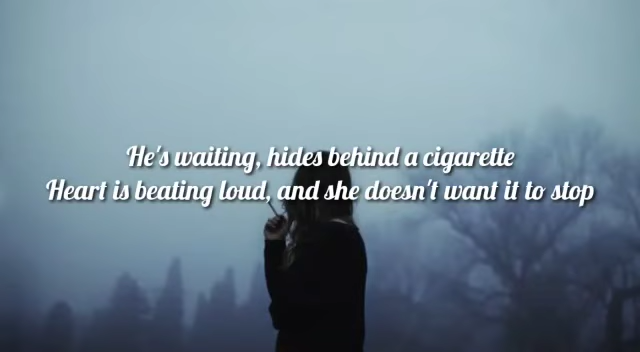 He's waiting, hides behind a cigarette
Heart is beating loud, and she doesn't want it to stop